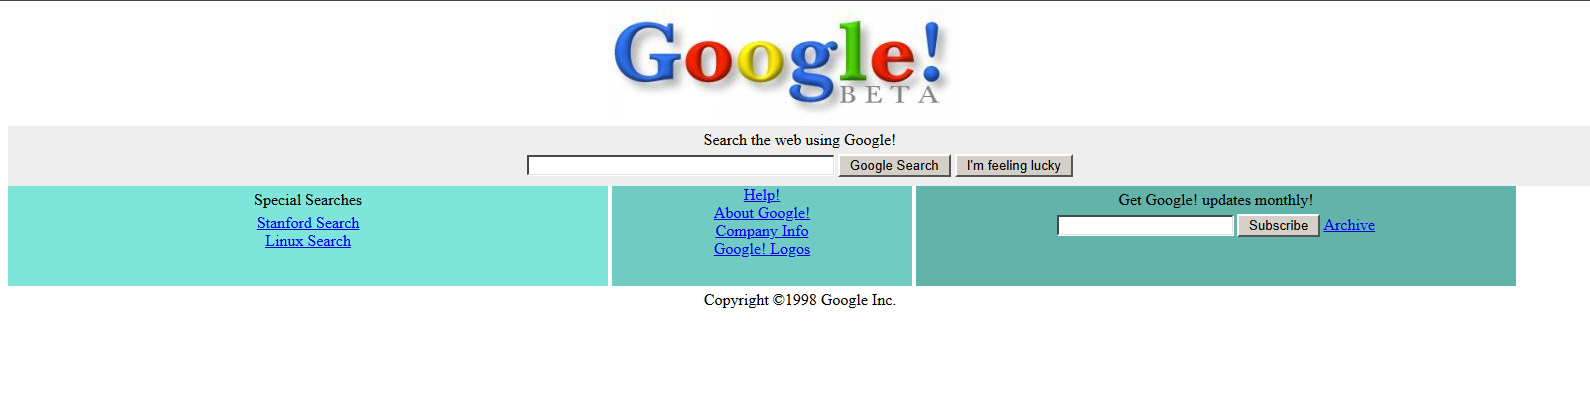 Google!
BETA
Search the web using Google!
Google Search I'm feeling lucky
Special Searches
Stanford Search
Linux Search
Help!
About Google!
Company Info
Google! Logos
Get Google! updates monthly!
Subscribe Archive
Copyright ©1998 Google Inc.